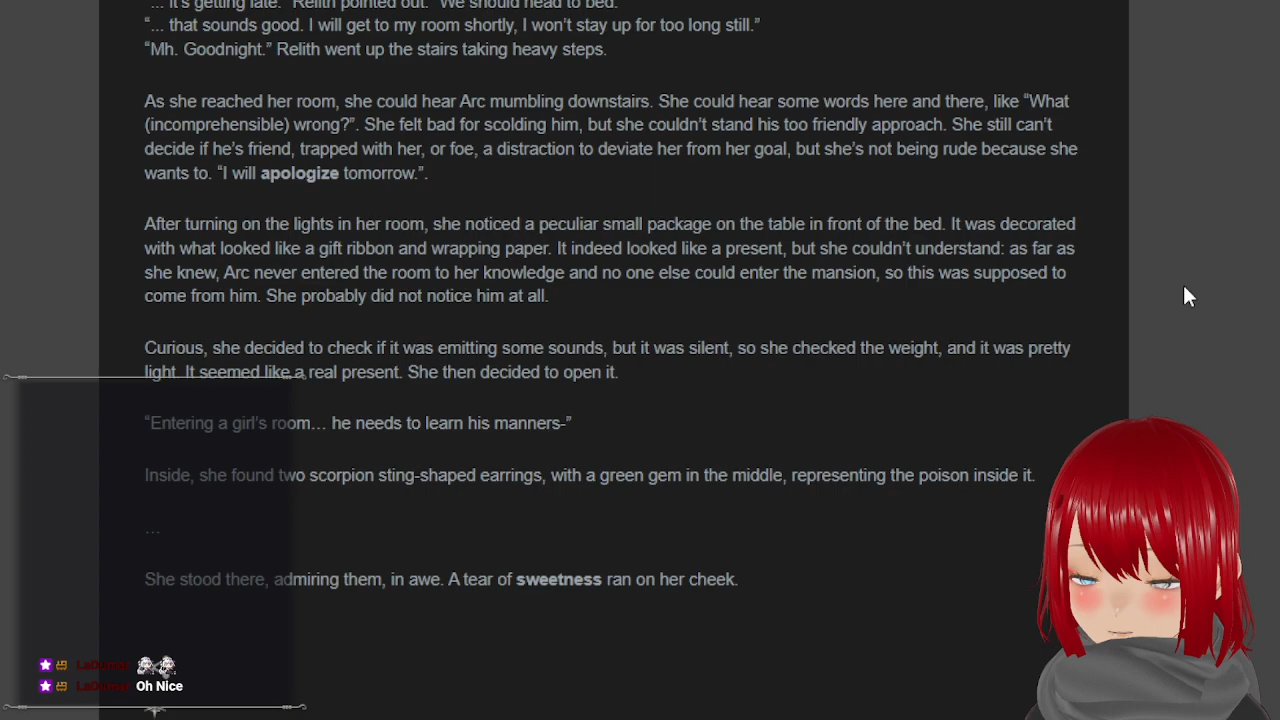 “... it’s getting late.” Relith pointed out. “We should head to bed.”
“... that sounds good. I will get to my room shortly, I won’t stay up for too long still.”
“Mh. Goodnight.” Relith went up the stairs taking heavy steps.
As she reached her room, she could hear Arc mumbling downstairs. She could hear some words here and there, like “What
(incomprehensible) wrong?”. She felt bad for scolding him, but she couldn’t stand his too friendly approach. She still can’t
decide if he’s friend, trapped with her, or foe, a distraction to deviate her from her goal, but she’s not being rude because she
wants to. “I will apologize tomorrow.”.
After turning on the lights in her room, she noticed a peculiar small package on the table in front of the bed. It was decorated
with what looked like a gift ribbon and wrapping paper. It indeed looked like a present, but she couldn’t understand: as far as
she knew, Arc never entered the room to her knowledge and no one else could enter the mansion, so this was supposed to
come from him. She probably did not notice him at all.
Curious, she decided to check if it was emitting some sounds, but it was silent, so she checked the weight, and it was pretty
light. It seemed like a real present. She then decided to open it.
“Entering a girl’s room… he needs to learn his manners-”
Inside, she found two scorpion sting-shaped earrings, with a green gem in the middle, representing the poison inside it.
…
She stood there, admiring them, in awe. A tear of sweetness ran on her cheek.
Oh Nice